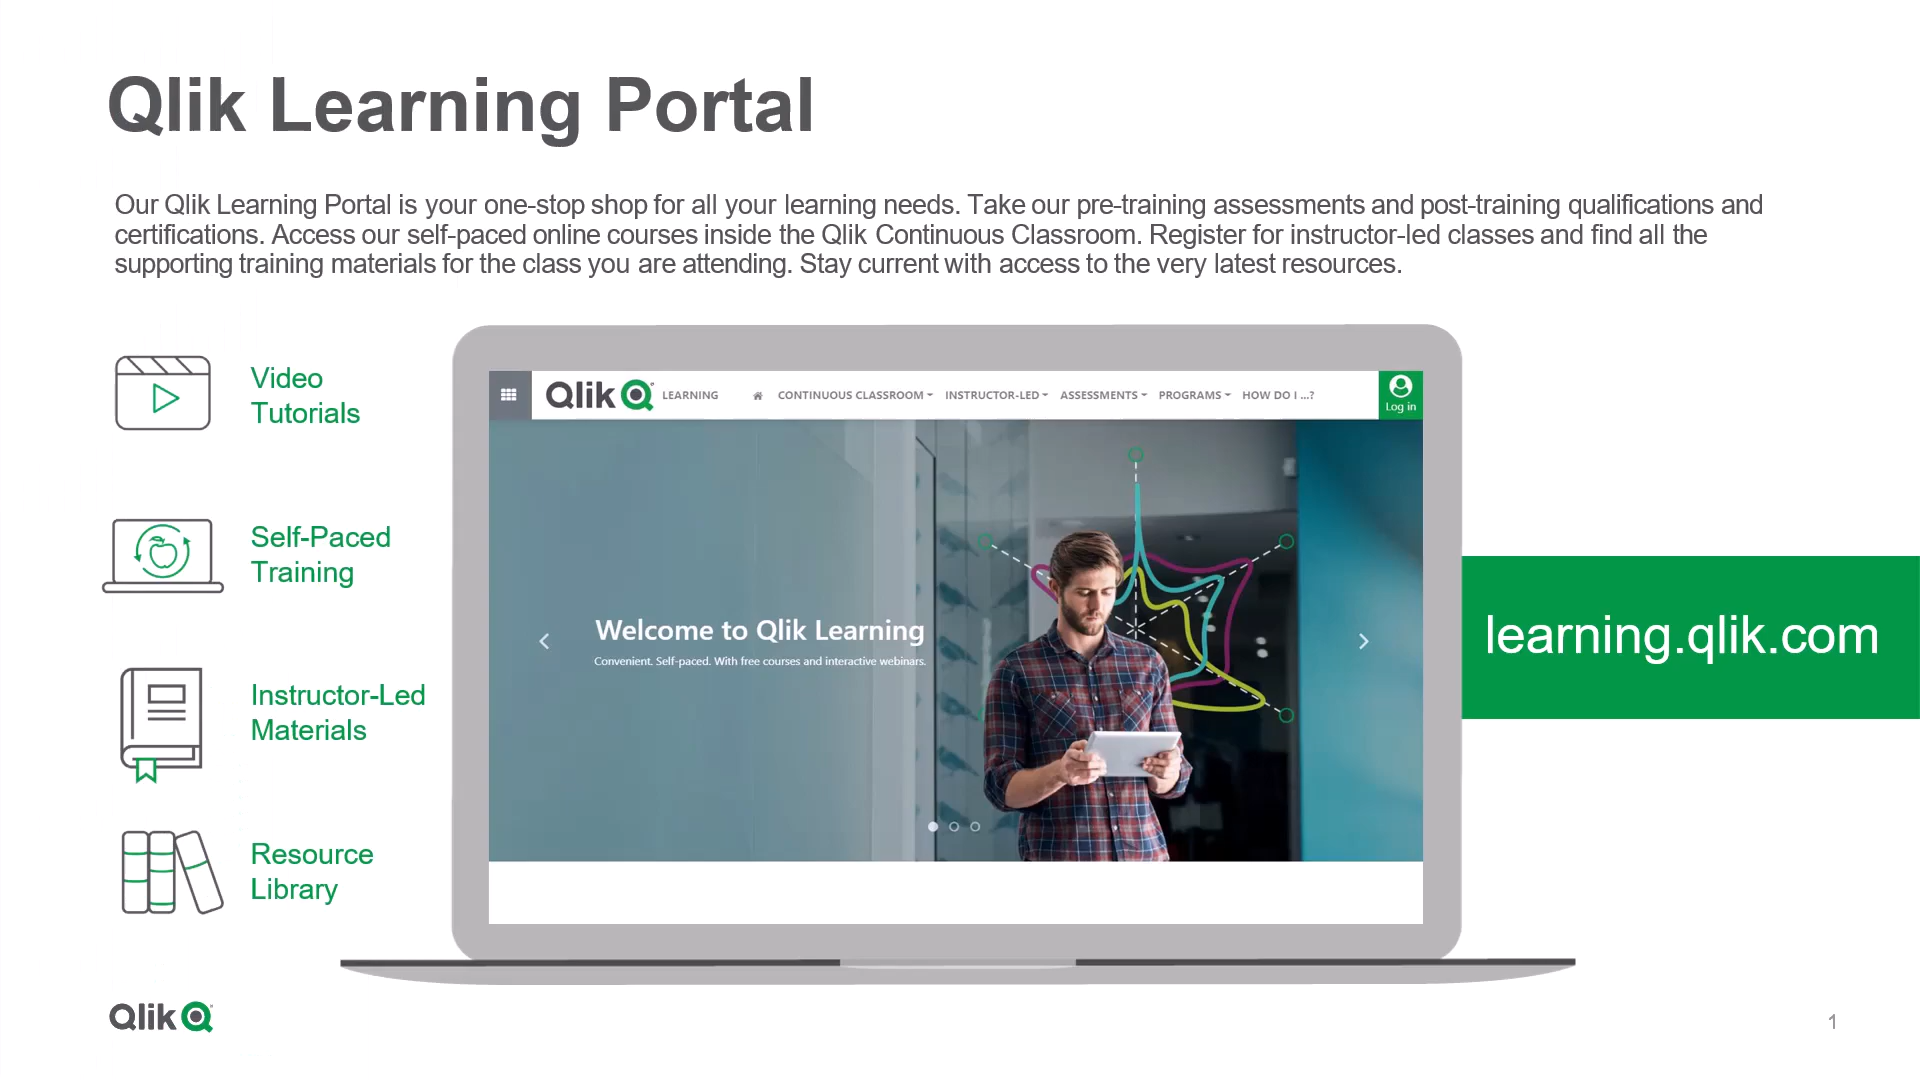 Qlik Learning Portal
Our Qlik Learning Portal is your one-stop shop for all your learning needs. Take our pre-training assessments and post-training qualifications and
certifications. Access our self-paced online courses inside the Qlik Continuous Classroom. Register for instructor-led classes and find all the
supporting training materials for the class you are attending. Stay current with access to the very latest resources.
Video
Tutorials
Self-Paced
Training
Instructor-Led
Materials
Resource
Library
Qlik LEARNING CONTINUOUS CLASSROOM INSTRUCTOR-LED ASSESSMENTS PROGRAMS HOW DO I ...? Log in
Welcome to Qlik Learning
Convenient. Self-paced. With free courses and interactive webinars.
learning.qlik.com
Qlik
1